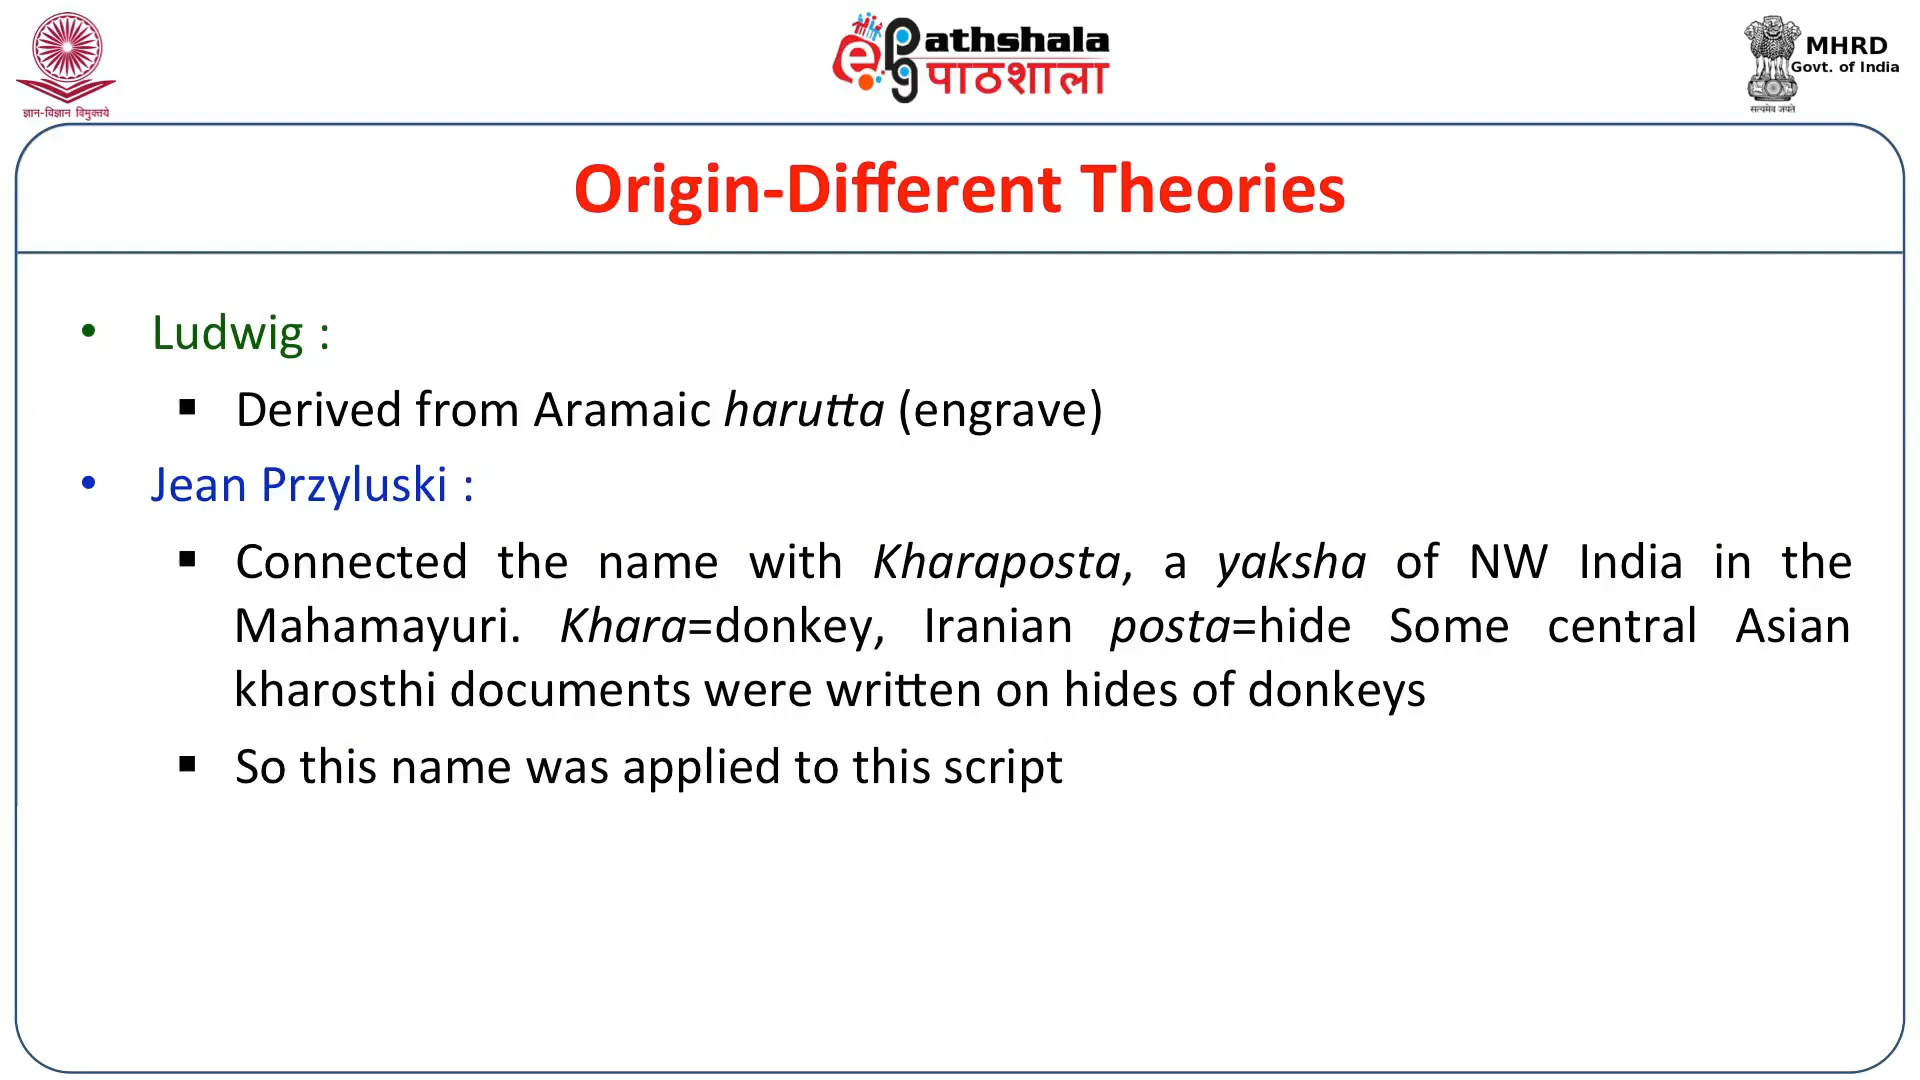 ज्ञान-विज्ञान विमुक्तये
ePG Pathshala
पाठशाला
MHRD
Govt. of India
सत्यमेव जयते
Origin-Different Theories
• Ludwig :
▪ Derived from Aramaic harutta (engrave)
• Jean Przyluski :
▪ Connected the name with Kharaposta, a yaksha of NW India in the
Mahamayuri. Khara=donkey, Iranian posta=hide Some central Asian
kharosthi documents were written on hides of donkeys
▪ So this name was applied to this script